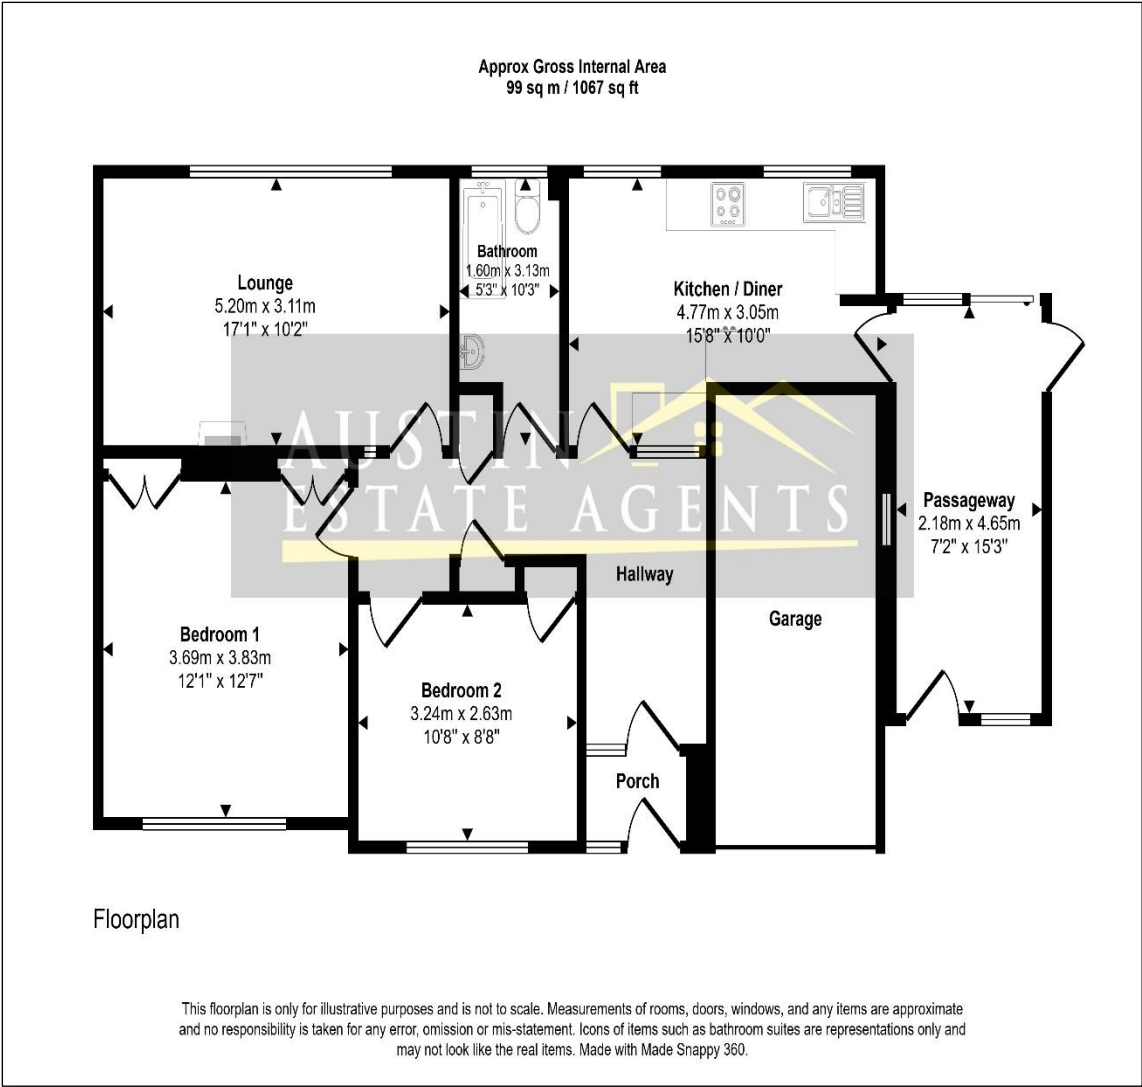 Approx Gross Internal Area
99 sq m / 1067 sq ft
Lounge
5.20m x 3.11m
17'1" x 10'2"
Bathroom
1.60m x 3.13m
5'3" x 10'3"
Kitchen / Diner
4.77m x 3.05m
15'8" x 10'0"
AUSTIN
ESTATE AGENTS
Passageway
2.18m x 4.65m
7'2" x 15'3"
Hallway
Garage
Bedroom 1
3.69m x 3.83m
12'1" x 12'7"
Bedroom 2
3.24m x 2.63m
10'8" x 8'8"
Porch
Floorplan
This floorplan is only for illustrative purposes and is not to scale. Measurements of rooms, doors, windows, and any items are approximate
and no responsibility is taken for any error, omission or mis-statement. Icons of items such as bathroom suites are representations only and
may not look like the real items. Made with Made Snappy 360.